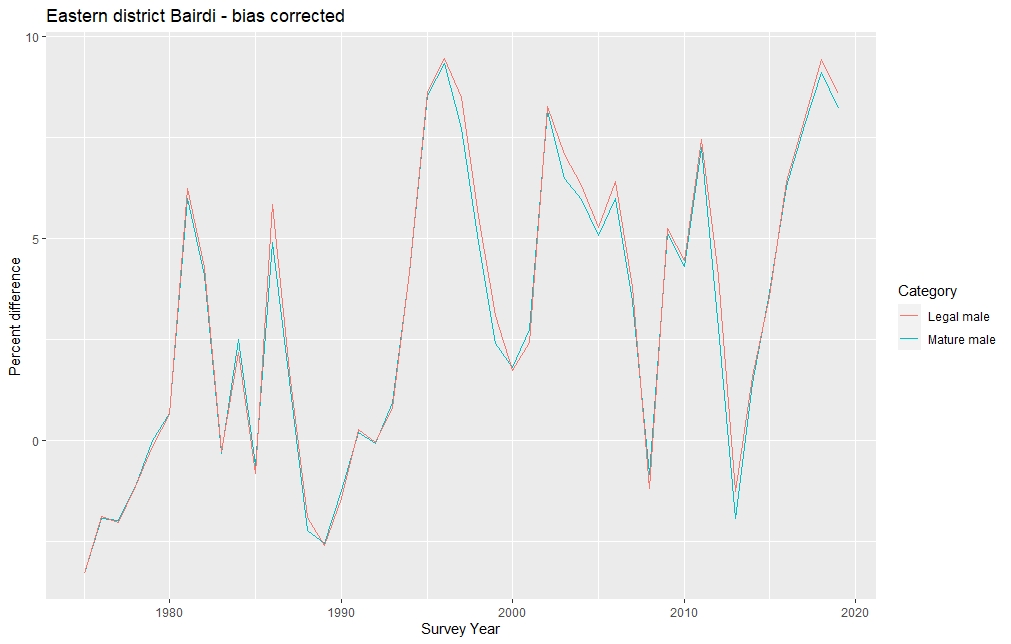 Eastern district Bairdi - bias corrected
10
5
0
Percent difference
1980
1990
2000
2010
2020
Survey Year
Category
Legal male
Mature male